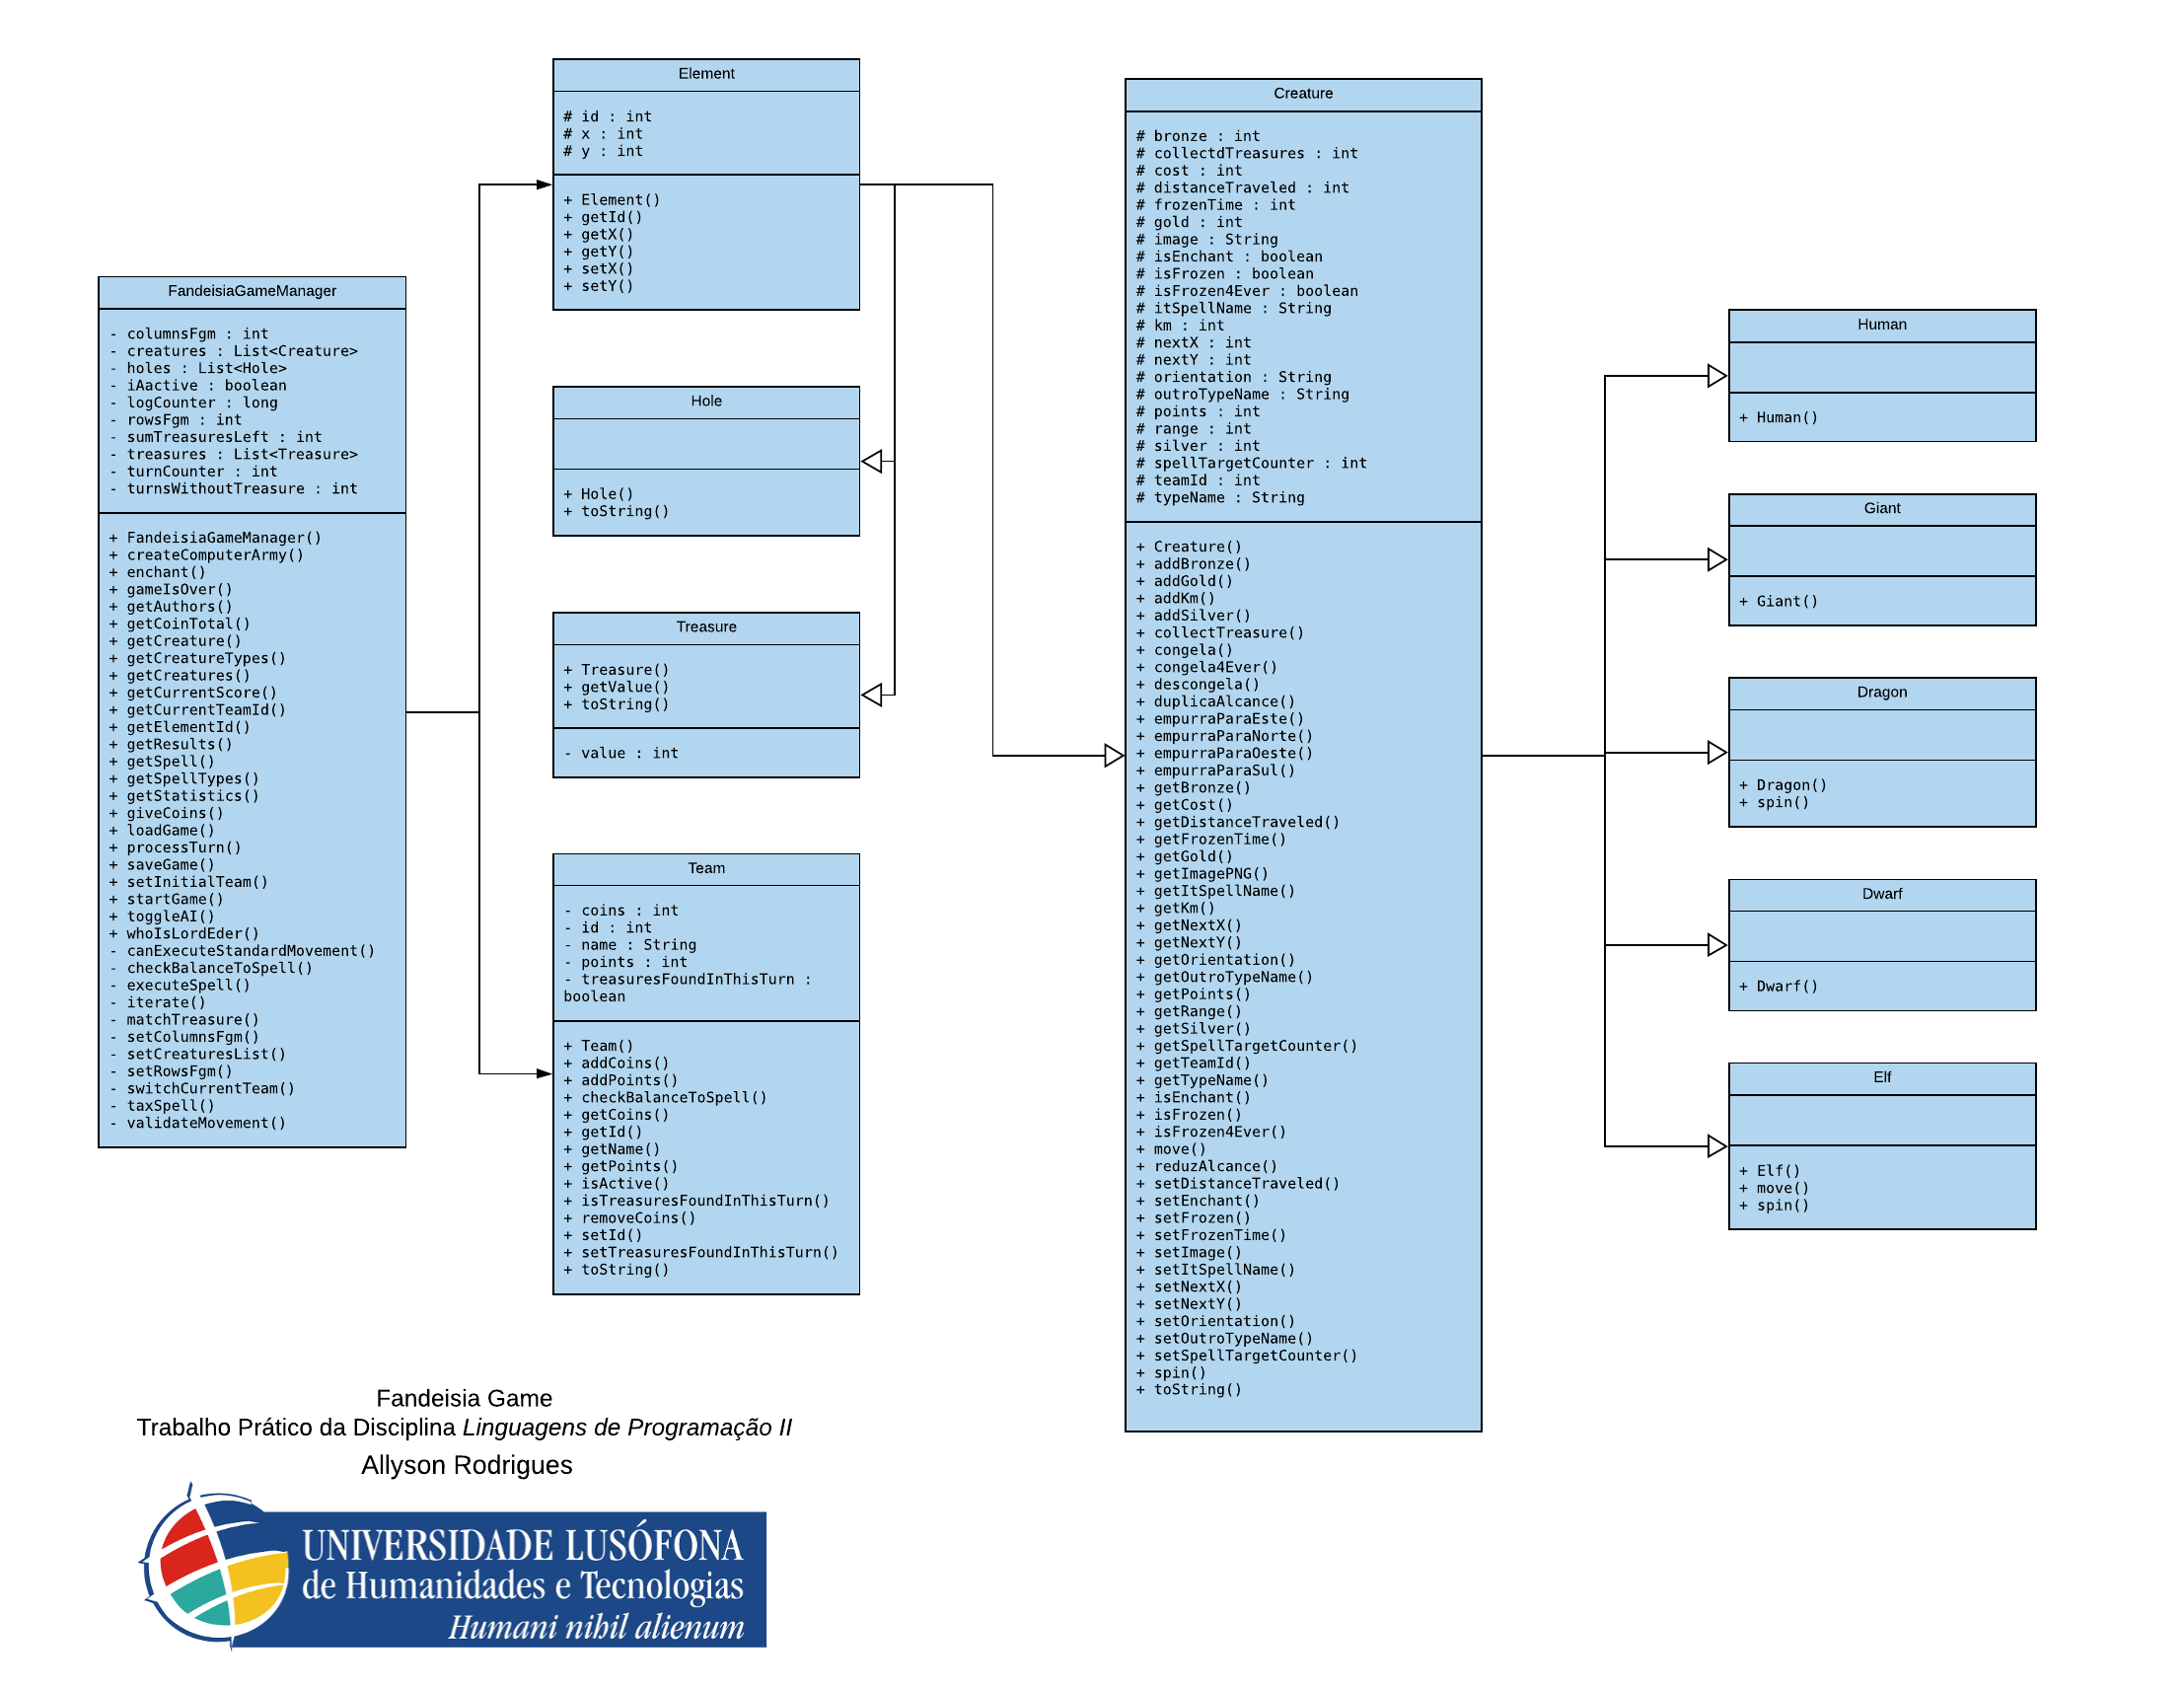 Element
# id : int
# x : int
# y : int
+ Element()
+ getId()
+ getX()
+ getY()
+ setX()
+ setY()
FandeisiaGameManager
- columnsFgm : int
- creatures : List<Creature>
- holes : List<Hole>
- iAactive : boolean
- logCounter : long
- rowsFgm : int
- sumTreasuresLeft : int
- treasures : List<Treasure>
- turnCounter : int
- turnsWithoutTreasure : int
+ FandeisiaGameManager()
+ createComputerArmy()
+ enchant()
+ gameIsOver()
+ getAuthors()
+ getCoinTotal()
+ getCreature()
+ getCreatureTypes()
+ getCreatures()
+ getCurrentScore()
+ getCurrentTeamId()
+ getElementId()
+ getResults()
+ getSpell()
+ getSpellTypes()
+ getStatistics()
+ giveCoins()
+ loadGame()
+ processTurn()
+ saveGame()
+ setInitialTeam()
+ startGame()
+ toggleAI()
+ whoIsLordEder()
- canExecuteStandardMovement()
- checkBalanceToSpell()
- executeSpell()
- iterate()
- matchTreasure()
- setColumnsFgm()
- setCreaturesList()
- setRowsFgm()
- switchCurrentTeam()
- taxSpell()
- validateMovement()
Hole
+ Hole()
+ toString()
Treasure
+ Treasure()
+ getValue()
+ toString()
- value : int
Team
- coins : int
- id : int
- name : String
- points : int
- treasuresFoundInThisTurn :
boolean
+ Team()
+ addCoins()
+ addPoints()
+ checkBalanceToSpell()
+ getCoins()
+ getId()
+ getName()
+ getPoints()
+ isActive()
+ isTreasuresFoundInThisTurn()
+ removeCoins()
+ setId()
+ setTreasuresFoundInThisTurn()
+ toString()
Creature
# bronze : int
# collectdTreasures : int
# cost : int
# distanceTraveled : int
# frozenTime : int
# gold : int
# image : String
# isEnchant : boolean
# isFrozen : boolean
# isFrozen4Ever : boolean
# itSpellName : String
# km : int
# nextX : int
# nextY : int
# orientation : String
# outroTypeName : String
# points : int
# range : int
# silver : int
# spellTargetCounter : int
# teamId : int
# typeName : String
+ Creature()
+ addBronze()
+ addGold()
+ addKm()
+ addSilver()
+ collectTreasure()
+ congela()
+ congela4Ever()
+ descongela()
+ duplicaAlcance()
+ empurraParaEste()
+ empurraParaNorte()
+ empurraParaOeste()
+ empurraParaSul()
+ getBronze()
+ getCost()
+ getDistanceTraveled()
+ getFrozenTime()
+ getGold()
+ getImagePNG()
+ getItSpellName()
+ getKm()
+ getNextX()
+ getNextY()
+ getOrientation()
+ getOutroTypeName()
+ getPoints()
+ getRange()
+ getSilver()
+ getSpellTargetCounter()
+ getTeamId()
+ getTypeName()
+ isEnchant()
+ isFrozen()
+ isFrozen4Ever()
+ move()
+ reduzAlcance()
+ setDistanceTraveled()
+ setEnchant()
+ setFrozen()
+ setFrozenTime()
+ setImage()
+ setItSpellName()
+ setNextX()
+ setNextY()
+ setOrientation()
+ setOutroTypeName()
+ setSpellTargetCounter()
+ spin()
+ toString()
Human
+ Human()
Giant
+ Giant()
Dragon
+ Dragon()
+ spin()
Dwarf
+ Dwarf()
Elf
+ Elf()
+ move()
+ spin()
Fandeisia Game
Trabalho Prático da Disciplina Linguagens de Programação II
Allyson Rodrigues
UNIVERSIDADE LUSÓFONA
de Humanidades e Tecnologias
Humani nihil alienum